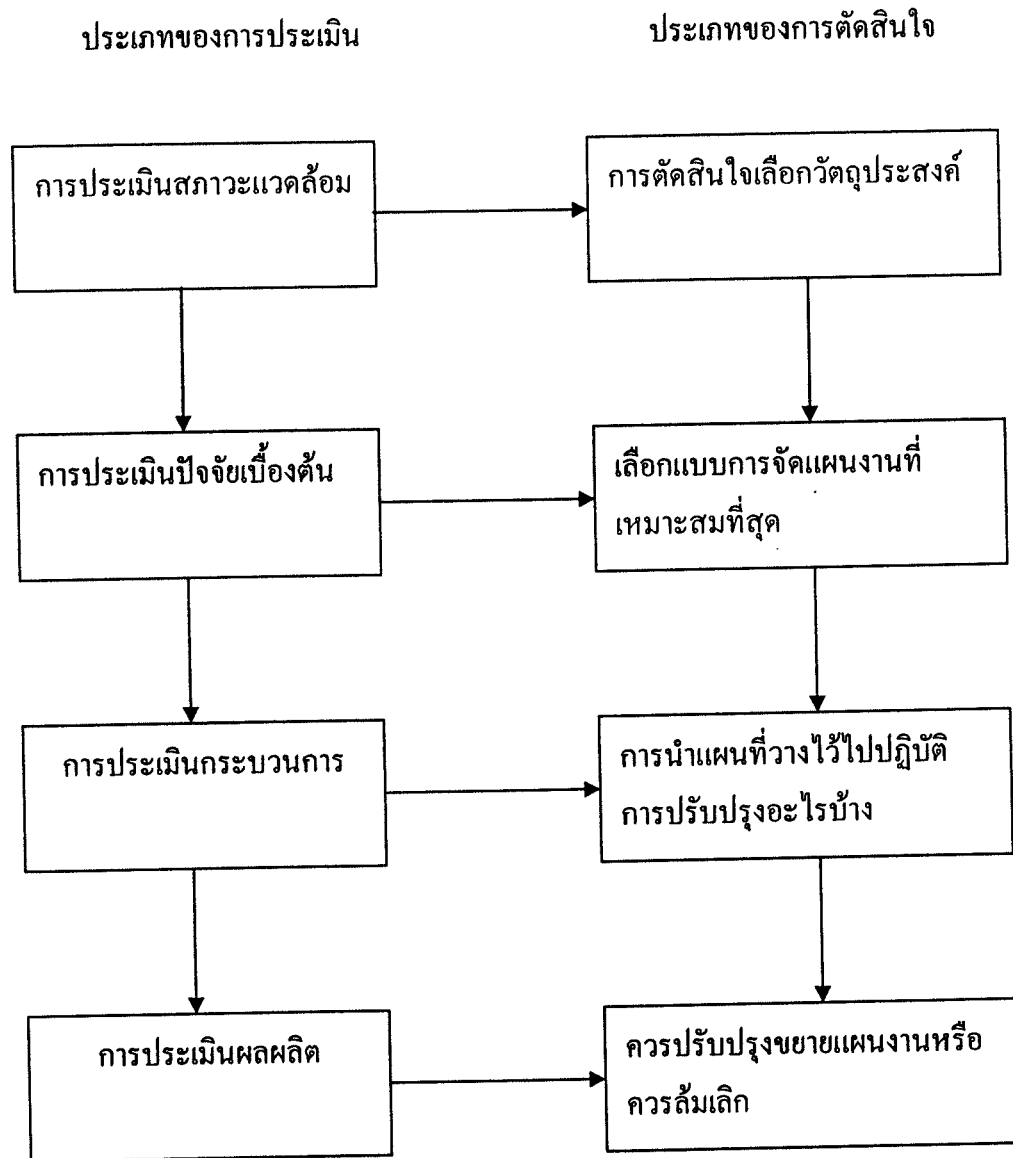 ประเภทของการประเมิน
ประเภทของการตัดสินใจ
การประเมินสภาวะแวดล้อม
การตัดสินใจเลือกวัตถุประสงค์
การประเมินปัจจัยเบื้องต้น
เลือกแบบการจัดแผนงานที่
เหมาะสมที่สุด
การประเมินกระบวนการ
การนำแผนที่วางไว้ไปปฏิบัติ
การปรับปรุงอะไรบ้าง
การประเมินผลผลิต
ควรปรับปรุงขยายแผนงานหรือ
ควรล้มเลิก